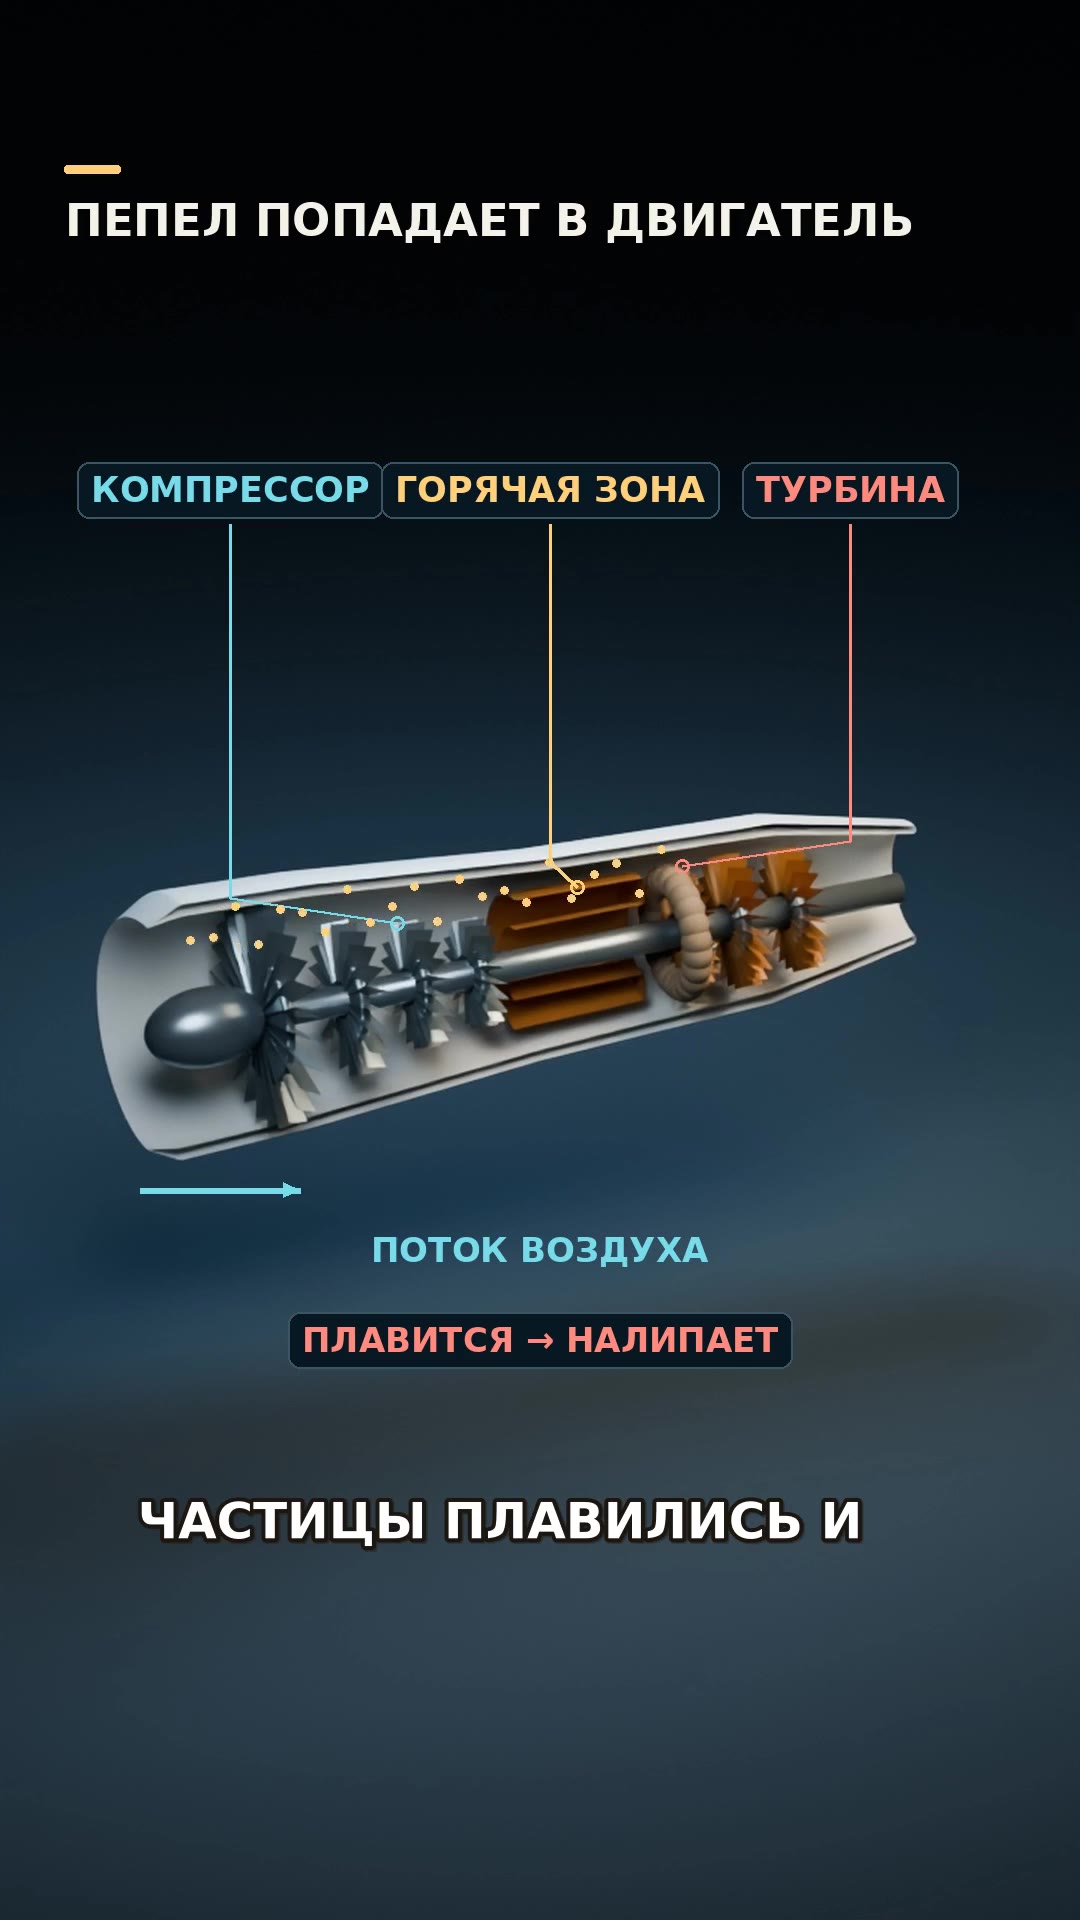 ПЕПЕЛ ПОПАДАЕТ В ДВИГАТЕЛЬ
КОМПРЕССОР ГОРЯЧАЯ ЗОНА ТУРБИНА
ПОТОК ВОЗДУХА
ПЛАВИТСЯ → НАЛИПАЕТ
ЧАСТИЦЫ ПЛАВИЛИСЬ И